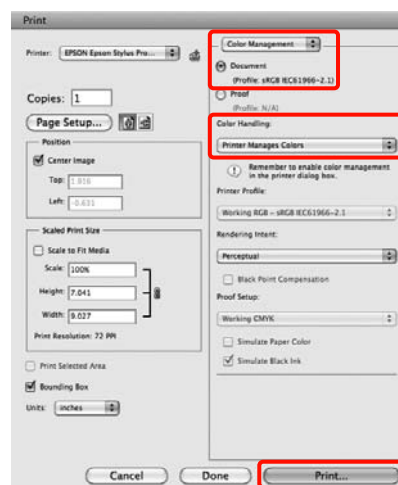 Print
Printer: EPSON Epson Stylus Pro...
Copies: 1
Page Setup...
Position
Center Image
Top: 1.936
Left: -0.631
Scaled Print Size
Scale to Fit Media
Scale: 100%
Height: 7.041
Width: 9.027
Print Resolution: 72 PPI
Print Selected Area
Bounding Box
Units: inches
Color Management
Document
(Profile: sRGB IEC61966-2.1)
Proof
(Profile: N/A)
Color Handling:
Printer Manages Colors
Remember to enable color management
in the printer dialog box.
Printer Profile:
Working RGB - sRGB IEC61966-2.1
Rendering Intent:
Perceptual
Black Point Compensation
Proof Setup:
Working CMYK
Simulate Paper Color
Simulate Black Ink
Cancel
Done
Print...